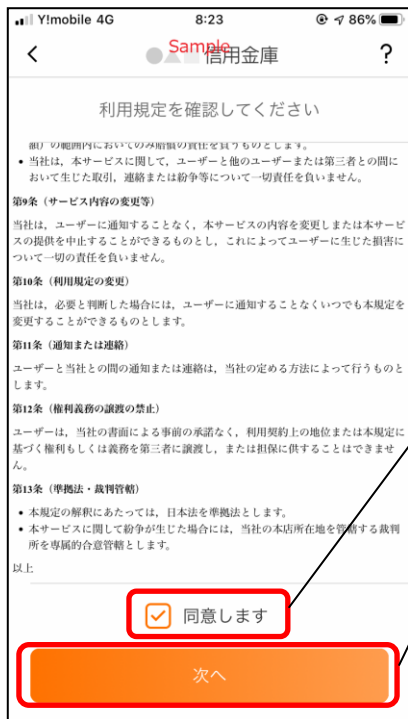 Y!mobile 4G 8:23 86%
Sample
信用金庫 ?
利用規定を確認してください
額）の範囲内においてのみ賠償の責任を負うものとします。
• 当社は，本サービスに関して，ユーザーと他のユーザーまたは第三者との間に
おいて生じた取引，連絡または紛争等について一切責任を負いません。
第9条（サービス内容の変更等）
当社は，ユーザーに通知することなく，本サービスの内容を変更しまたは本サービ
スの提供を中止することができるものとし，これによってユーザーに生じた損害に
ついて一切の責任を負いません。
第10条（利用規定の変更）
当社は，必要と判断した場合には，ユーザーに通知することなくいつでも本規定を
変更することができるものとします。
第11条（通知または連絡）
ユーザーと当社との間の通知または連絡は，当社の定める方法によって行うものと
します。
第12条（権利義務の譲渡の禁止）
ユーザーは，当社の書面による事前の承諾なく，利用契約上の地位または本規定に
基づく権利もしくは義務を第三者に譲渡し，または担保に供することはできませ
ん。
第13条（準拠法・裁判管轄）
• 本規定の解釈にあたっては，日本法を準拠法とします。
• 本サービスに関して紛争が生じた場合には，当社の本店所在地を管轄する裁判
所を専属的合意管轄とします。
以上
同意します
次へ